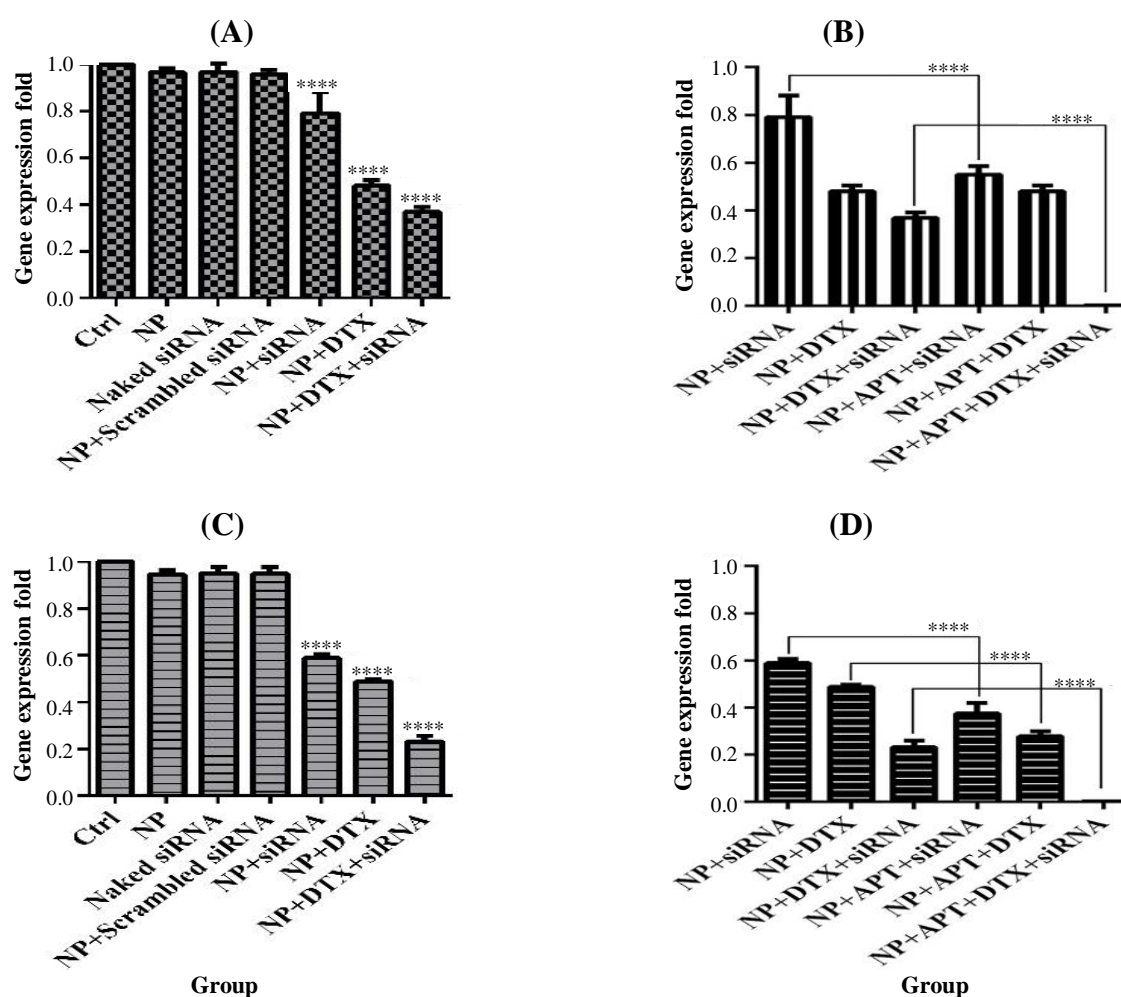 (A)
Gene expression fold
1.0
0.8
0.6
0.4
0.2
0.0
****
****
****
Ctrl
NP
Naked siRNA
NP+Scrambled siRNA
NP+siRNA
NP+DTX
NP+DTX+siRNA
(B)
Gene expression fold
1.0
0.8
0.6
0.4
0.2
0.0
****
****
NP+siRNA
NP+DTX
NP+DTX+siRNA
NP+APT+siRNA
NP+APT+DTX
NP+APT+DTX+siRNA
(C)
Gene expression fold
1.0
0.8
0.6
0.4
0.2
0.0
****
****
****
Ctrl
NP
Naked siRNA
NP+Scrambled siRNA
NP+siRNA
NP+DTX
NP+DTX+siRNA
Group
(D)
Gene expression fold
1.0
0.8
0.6
0.4
0.2
0.0
****
****
****
NP+siRNA
NP+DTX
NP+DTX+siRNA
NP+APT+siRNA
NP+APT+DTX
NP+APT+DTX+siRNA
Group